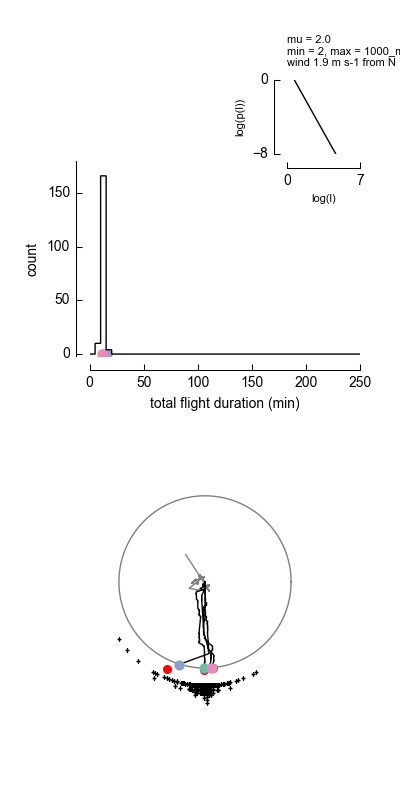 mu = 2.0
min = 2, max = 1000_m
wind 1.9 m s-1 from N
0
log(p(l))
−8
0 7
log(l)
150
100
50
0
count
0 50 100 150 200 250
total flight duration (min)